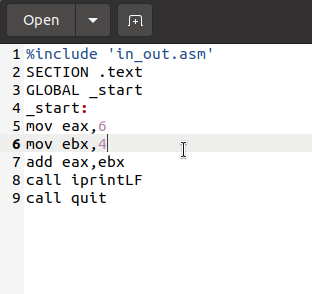 Open
1 %include 'in_out.asm'
2 SECTION .text
3 GLOBAL _start
4 _start:
5 mov eax,6
6 mov ebx,4
7 add eax,ebx
8 call iprintLF
9 call quit